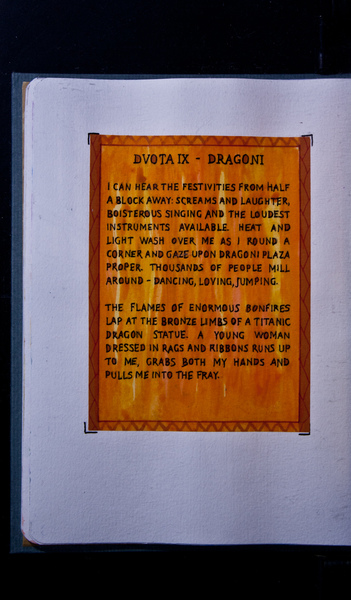 DVOTA IX - DRAGONI
I CAN HEAR THE FESTIVITIES FROM HALF
A BLOCK AWAY: SCREAMS AND LAUGHTER,
BOISTEROUS SINGING AND THE LOUDEST
INSTRUMENTS AVAILABLE. HEAT AND
LIGHT WASH OVER ME AS I ROUND A
CORNER AND GAZE UPON DRAGONI PLAZA
PROPER. THOUSANDS OF PEOPLE MILL
AROUND - DANCING, LOVING, JUMPING.
THE FLAMES OF ENORMOUS BONFIRES
LAP AT THE BRONZE LIMBS OF A TITANIC
DRAGON STATUE. A YOUNG WOMAN
DRESSED IN RAGS AND RIBBONS RUNS UP
TO ME, GRABS BOTH MY HANDS AND
PULLS ME INTO THE FRAY.